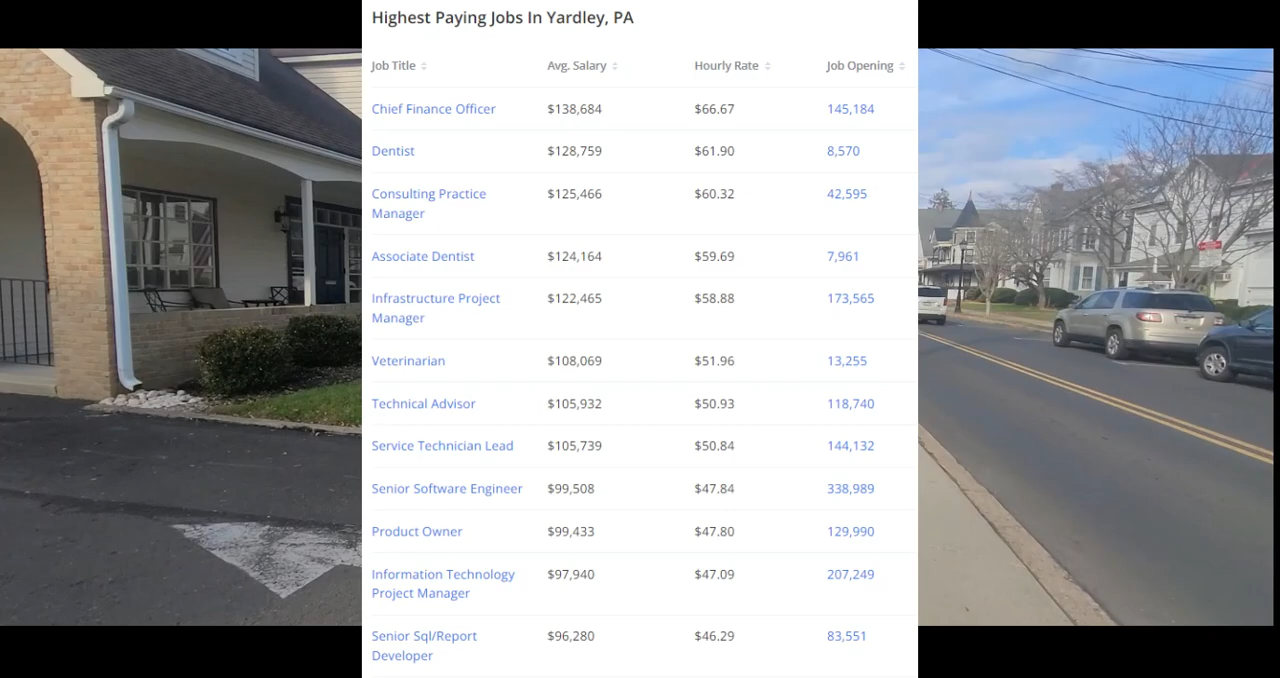 Highest Paying Jobs In Yardley, PA
Job Title Avg. Salary Hourly Rate Job Opening
Chief Finance Officer $138,684 $66.67 145,184
Dentist $128,759 $61.90 8,570
Consulting Practice
Manager $125,466 $60.32 42,595
Associate Dentist $124,164 $59.69 7,961
Infrastructure Project
Manager $122,465 $58.88 173,565
Veterinarian $108,069 $51.96 13,255
Technical Advisor $105,932 $50.93 118,740
Service Technician Lead $105,739 $50.84 144,132
Senior Software Engineer $99,508 $47.84 338,989
Product Owner $99,433 $47.80 129,990
Information Technology
Project Manager $97,940 $47.09 207,249
Senior Sql/Report
Developer $96,280 $46.29 83,551